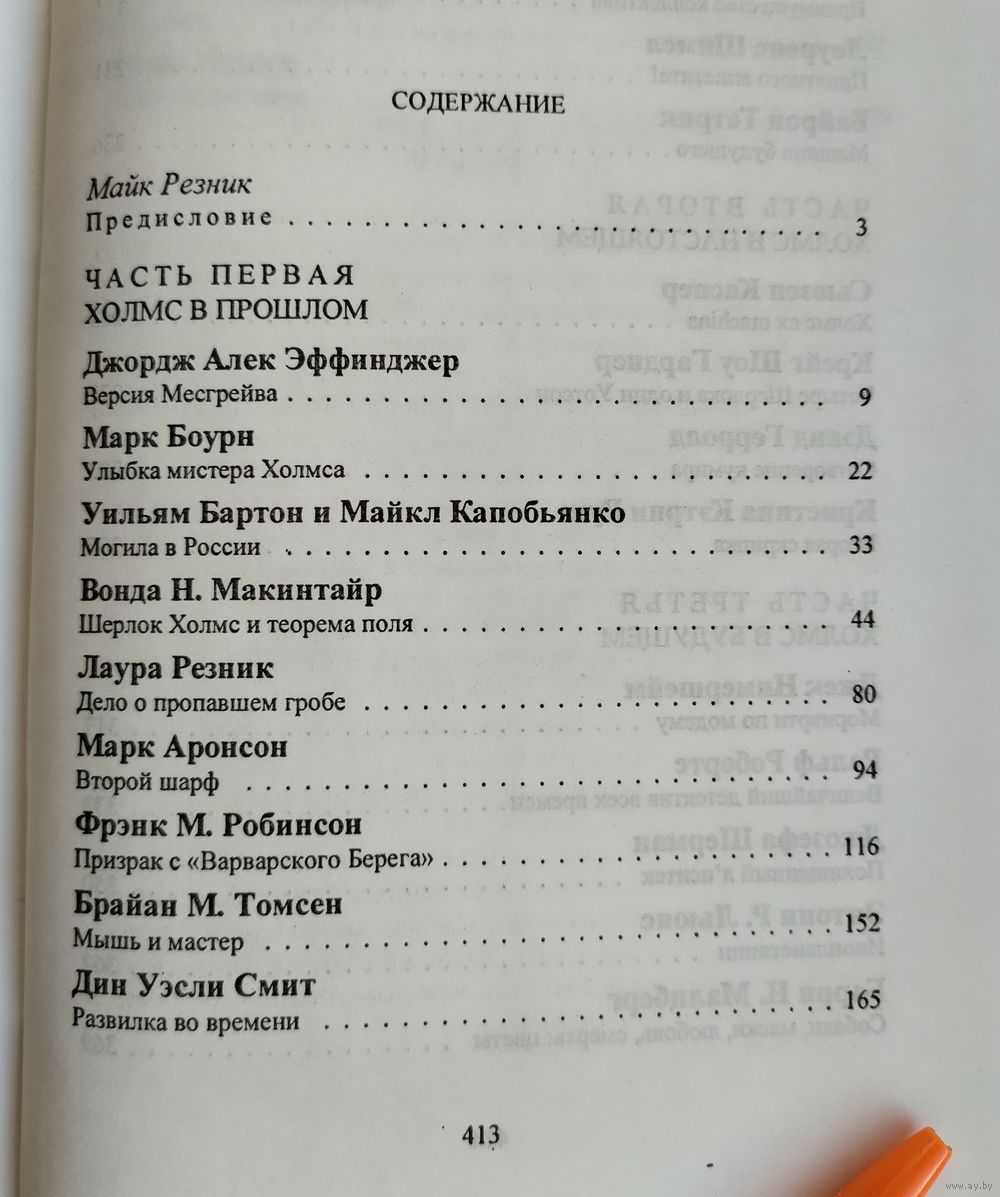 СОДЕРЖАНИЕ
Майк Резник
Предисловие . . . . . . . . . . . . . . . . . . . . . . . . . . . . . . 3
ЧАСТЬ ПЕРВАЯ
ХОЛМС В ПРОШЛОМ
Джордж Алек Эффинджер
Версия Месгрейва . . . . . . . . . . . . . . . . . . . . . . . . . . . . 9
Марк Боурн
Улыбка мистера Холмса . . . . . . . . . . . . . . . . . . . . . . . . 22
Уильям Бартон и Майкл Капобьянко
Могила в России . . . . . . . . . . . . . . . . . . . . . . . . . . . . 33
Вонда Н. Макинтайр
Шерлок Холмс и теорема поля . . . . . . . . . . . . . . . . . . . . . 44
Лаура Резник
Дело о пропавшем гробе . . . . . . . . . . . . . . . . . . . . . . . . 80
Марк Аронсон
Второй шарф . . . . . . . . . . . . . . . . . . . . . . . . . . . . . . 94
Фрэнк М. Робинсон
Призрак с «Варварского Берега» . . . . . . . . . . . . . . . . . . . . 116
Брайан М. Томсен
Мышь и мастер . . . . . . . . . . . . . . . . . . . . . . . . . . . . . 152
Дин Уэсли Смит
Развилка во времени . . . . . . . . . . . . . . . . . . . . . . . . . . 165
413
www.ay.by